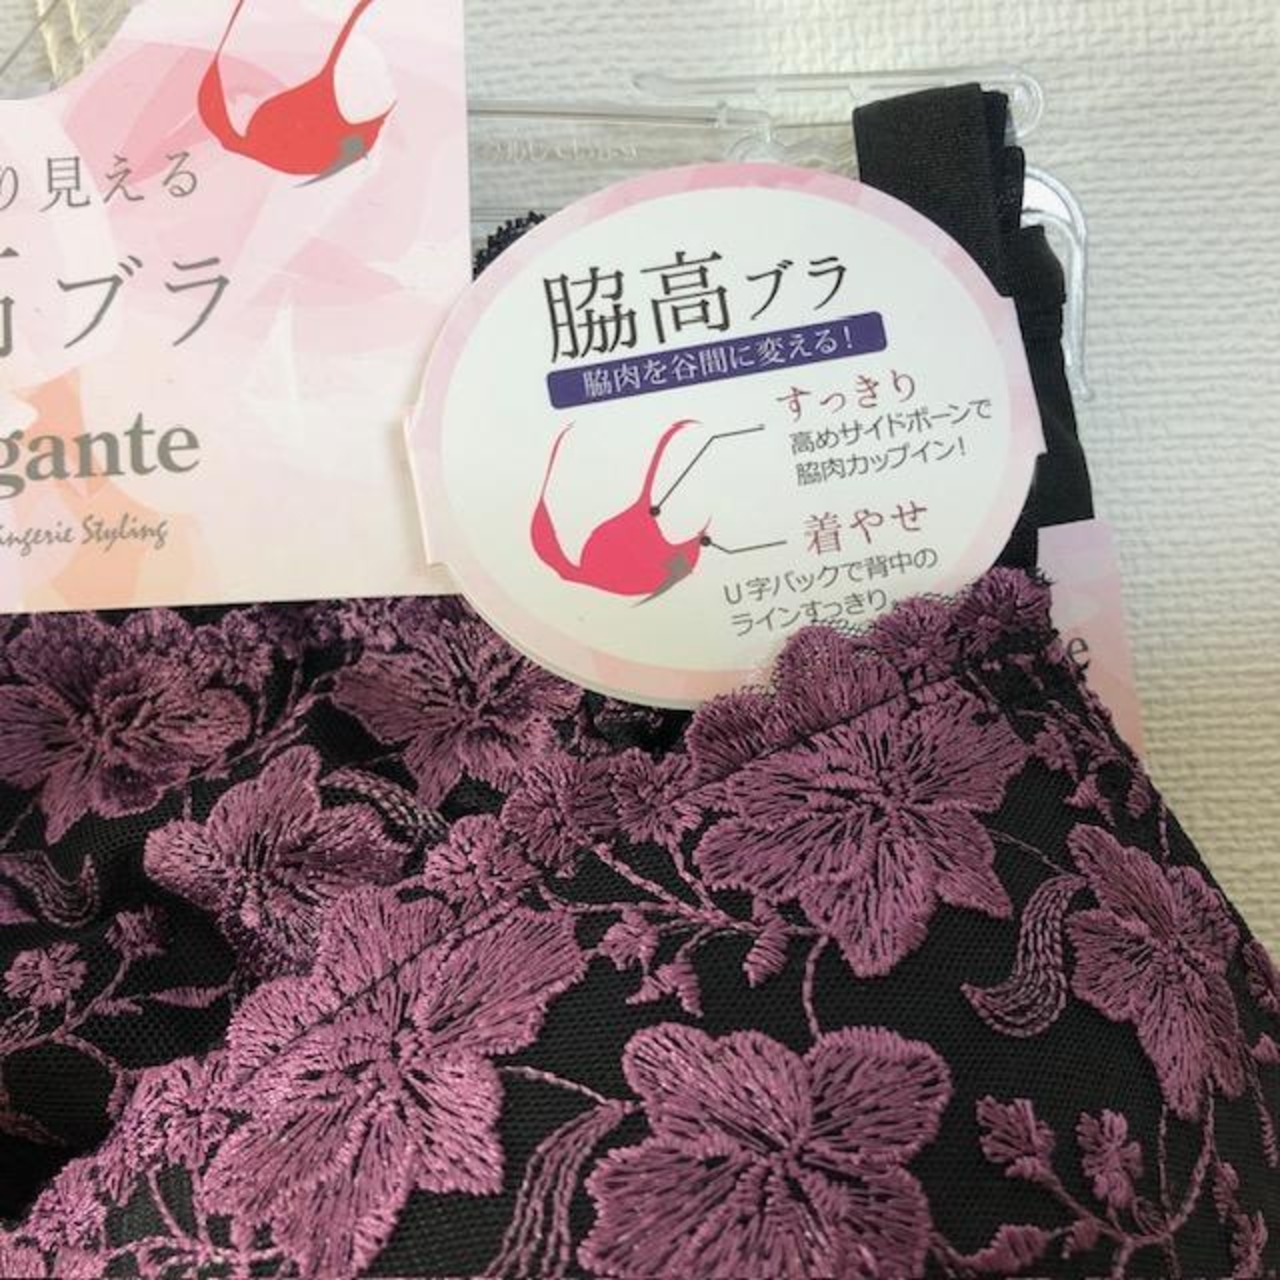 り見える
ブラ
gante
ingerie Styling
脇高ブラ
脇肉を谷間に変える!
すっきり
高めサイドボーンで
脇肉カップイン!
着やせ
U字バックで背中の
ラインすっきり
e